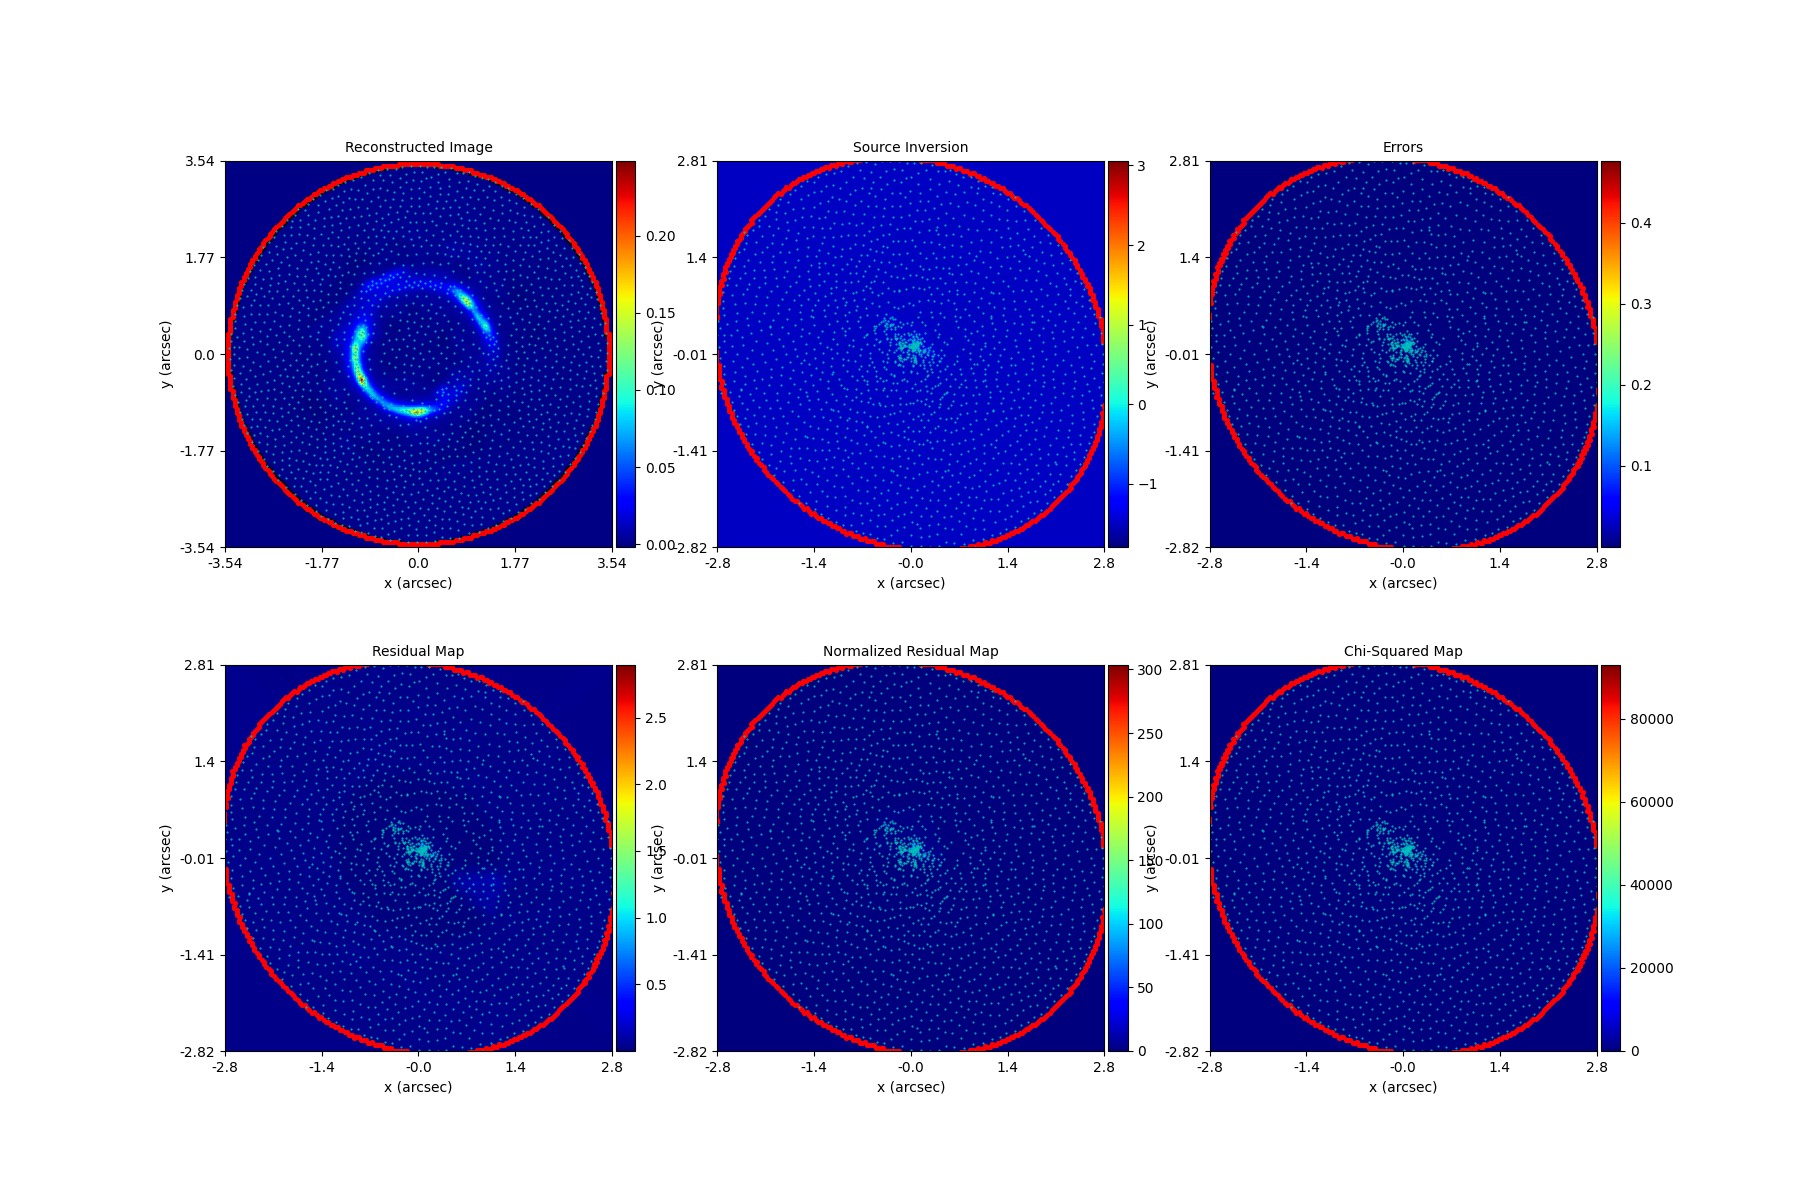 Reconstructed Image
3.54
1.77
0.0
-1.77
-3.54
y (arcsec)
-3.54 -1.77 0.0 1.77 3.54
x (arcsec)
0.20
0.15
0.10
0.05
0.00
Source Inversion
2.81
1.4
-0.01
-1.41
-2.82
y (arcsec)
-2.8 -1.4 -0.0 1.4 2.8
x (arcsec)
3
2
1
0
−1
Errors
2.81
1.4
-0.01
-1.41
-2.82
y (arcsec)
-2.8 -1.4 -0.0 1.4 2.8
x (arcsec)
0.4
0.3
0.2
0.1
Residual Map
2.81
1.4
-0.01
-1.41
-2.82
y (arcsec)
-2.8 -1.4 -0.0 1.4 2.8
x (arcsec)
2.5
2.0
1.5
1.0
0.5
Normalized Residual Map
2.81
1.4
-0.01
-1.41
-2.82
y (arcsec)
-2.8 -1.4 -0.0 1.4 2.8
x (arcsec)
300
250
200
150
100
50
0
Chi-Squared Map
2.81
1.4
-0.01
-1.41
-2.82
y (arcsec)
-2.8 -1.4 -0.0 1.4 2.8
x (arcsec)
80000
60000
40000
20000
0